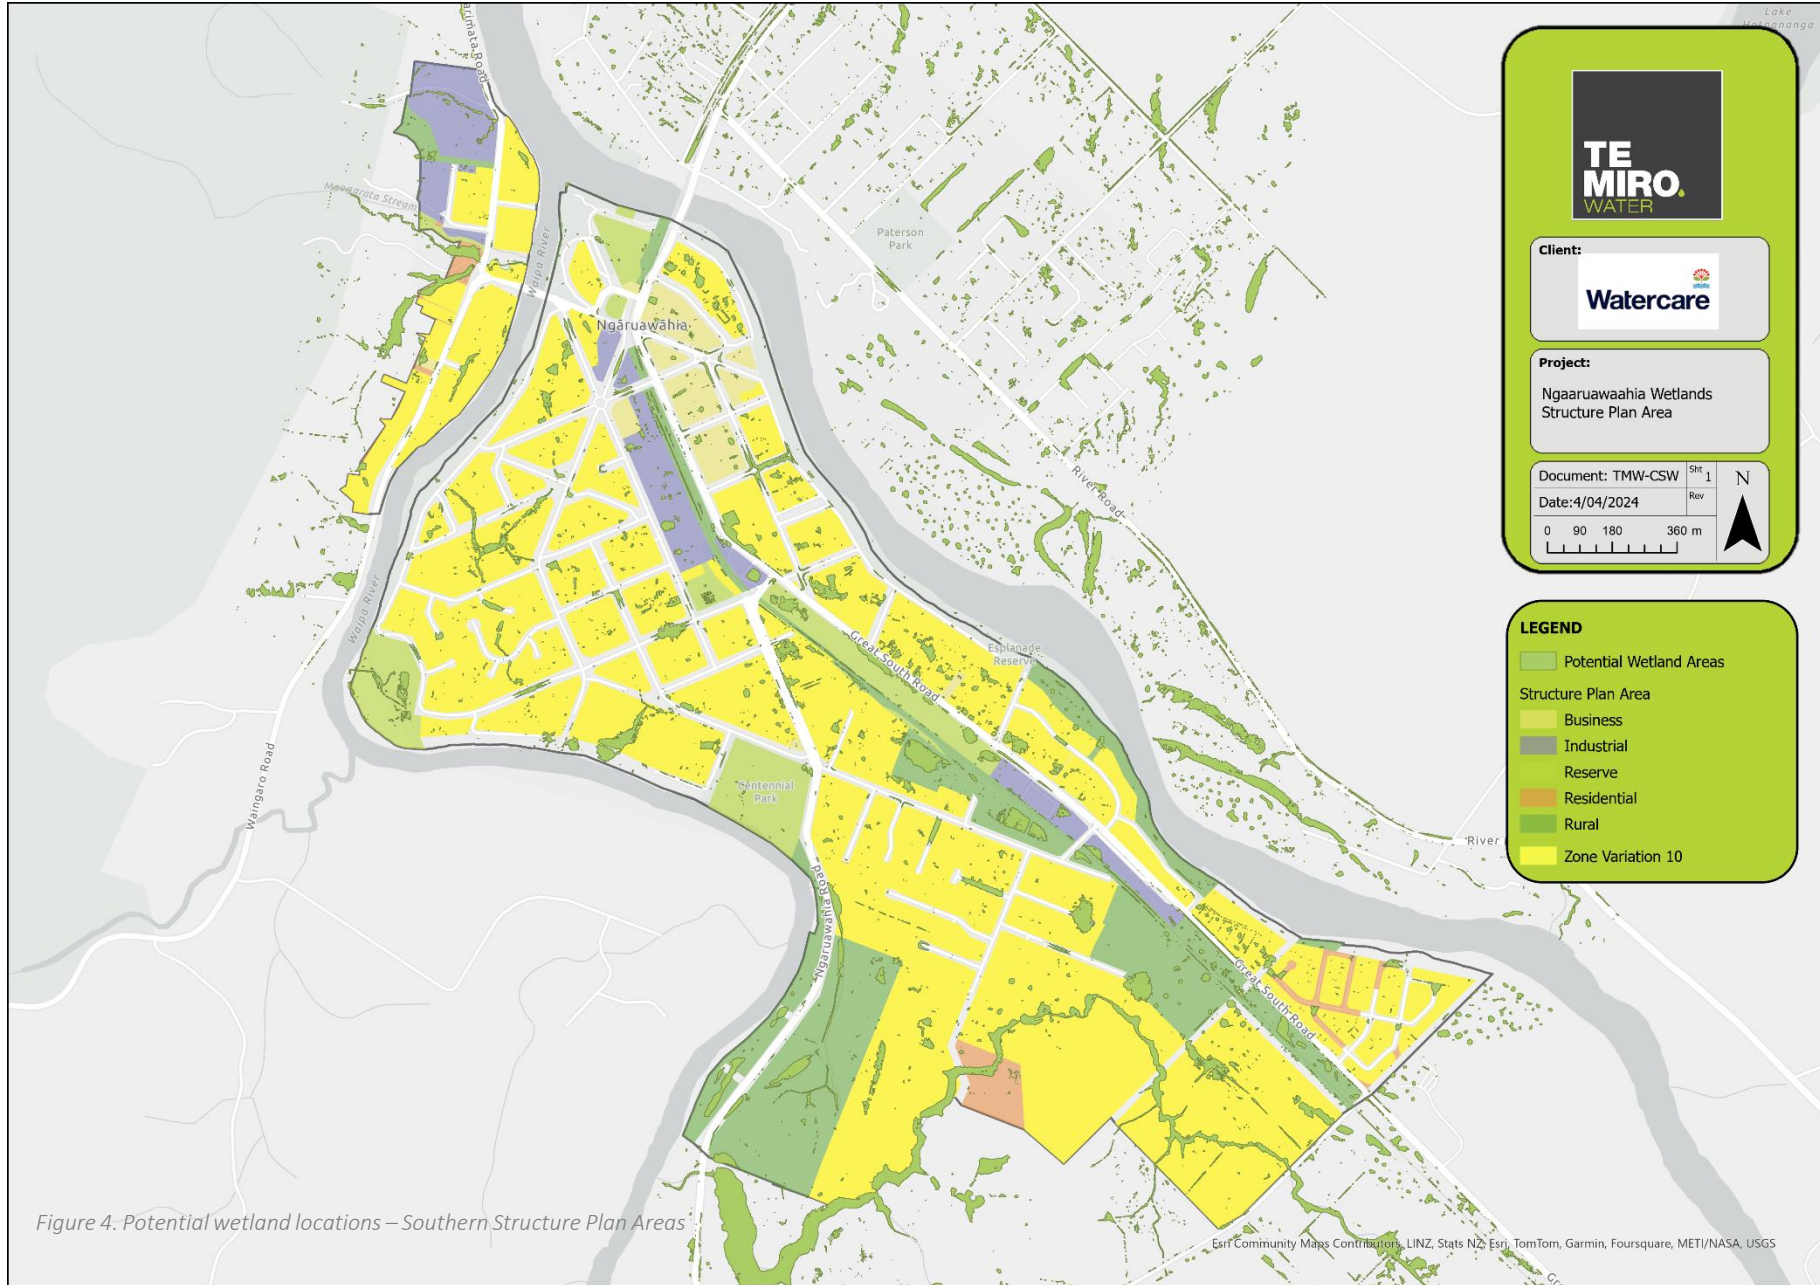 Lake
TE
MIRO.
WATER
Client:
Watercare
Project:
Ngaaruawaahia Wetlands
Structure Plan Area
Document: TMW-CSW
Sht 1
Date:4/04/2024
Rev
N
0 90 180 360 m
LEGEND
Potential Wetland Areas
Structure Plan Area
Business
Industrial
Reserve
Residential
Rural
Zone Variation 10
Road
Mangarata Stream
Waipa River
Paterson
Park
Ngāruawāhia
River Road
Waipa River
Great South Road
Esplanade
Reserve
Waingaro Road
Centennial
Park
Ngaruawahia Road
River
Great South Road
Figure 4. Potential wetland locations – Southern Structure Plan Areas
Esri Community Maps Contributors, LINZ, Stats NZ, Esri, TomTom, Garmin, Foursquare, METI/NASA, USGS